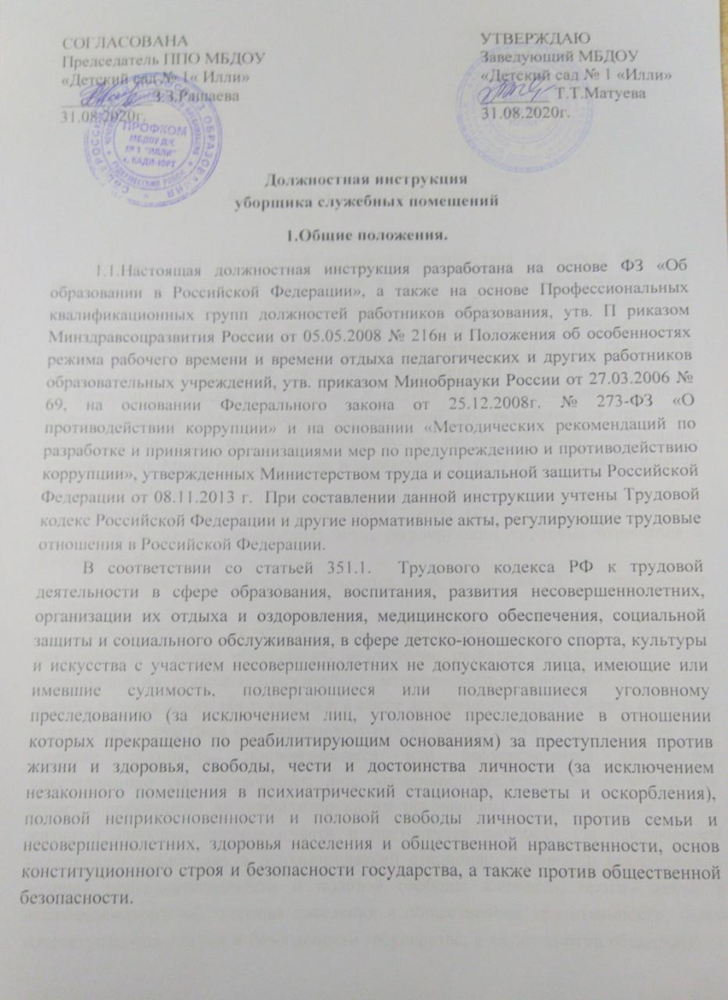 СОГЛАСОВАНА
Председатель ППО МБДОУ
«Детский сад № 1« Илли»
З.З.Рашаева
31.08.2020г.
УТВЕРЖДАЮ
Заведующий МБДОУ
«Детский сад № 1 «Илли»
Т.Т.Матуева
31.08.2020г.
ПРОФКОМ
МБДОУ Д/С
№ 1 "ИЛЛИ"
с. КАДИ-ЮРТ
Должностная инструкция
уборщика служебных помещений
1.Общие положения.
1.1.Настоящая должностная инструкция разработана на основе ФЗ «Об
образовании в Российской Федерации», а также на основе Профессиональных
квалификационных групп должностей работников образования, утв. П риказом
Минздравсоцразвития России от 05.05.2008 № 216н и Положения об особенностях
режима рабочего времени и времени отдыха педагогических и других работников
образовательных учреждений, утв. приказом Минобрнауки России от 27.03.2006 №
69, на основании Федерального закона от 25.12.2008г. № 273-ФЗ «О
противодействии коррупции» и на основании «Методических рекомендаций по
разработке и принятию организациями мер по предупреждению и противодействию
коррупции», утвержденных Министерством труда и социальной защиты Российской
Федерации от 08.11.2013 г. При составлении данной инструкции учтены Трудовой
кодекс Российской Федерации и другие нормативные акты, регулирующие трудовые
отношения в Российской Федерации.
В соответствии со статьей 351.1. Трудового кодекса РФ к трудовой
деятельности в сфере образования, воспитания, развития несовершеннолетних,
организации их отдыха и оздоровления, медицинского обеспечения, социальной
защиты и социального обслуживания, в сфере детско-юношеского спорта, культуры
и искусства с участием несовершеннолетних не допускаются лица, имеющие или
имевшие судимость, подвергающиеся или подвергавшиеся уголовному
преследованию (за исключением лиц, уголовное преследование в отношении
которых прекращено по реабилитирующим основаниям) за преступления против
жизни и здоровья, свободы, чести и достоинства личности (за исключением
незаконного помещения в психиатрический стационар, клеветы и оскорбления),
половой неприкосновенности и половой свободы личности, против семьи и
несовершеннолетних, здоровья населения и общественной нравственности, основ
конституционного строя и безопасности государства, а также против общественной
безопасности.